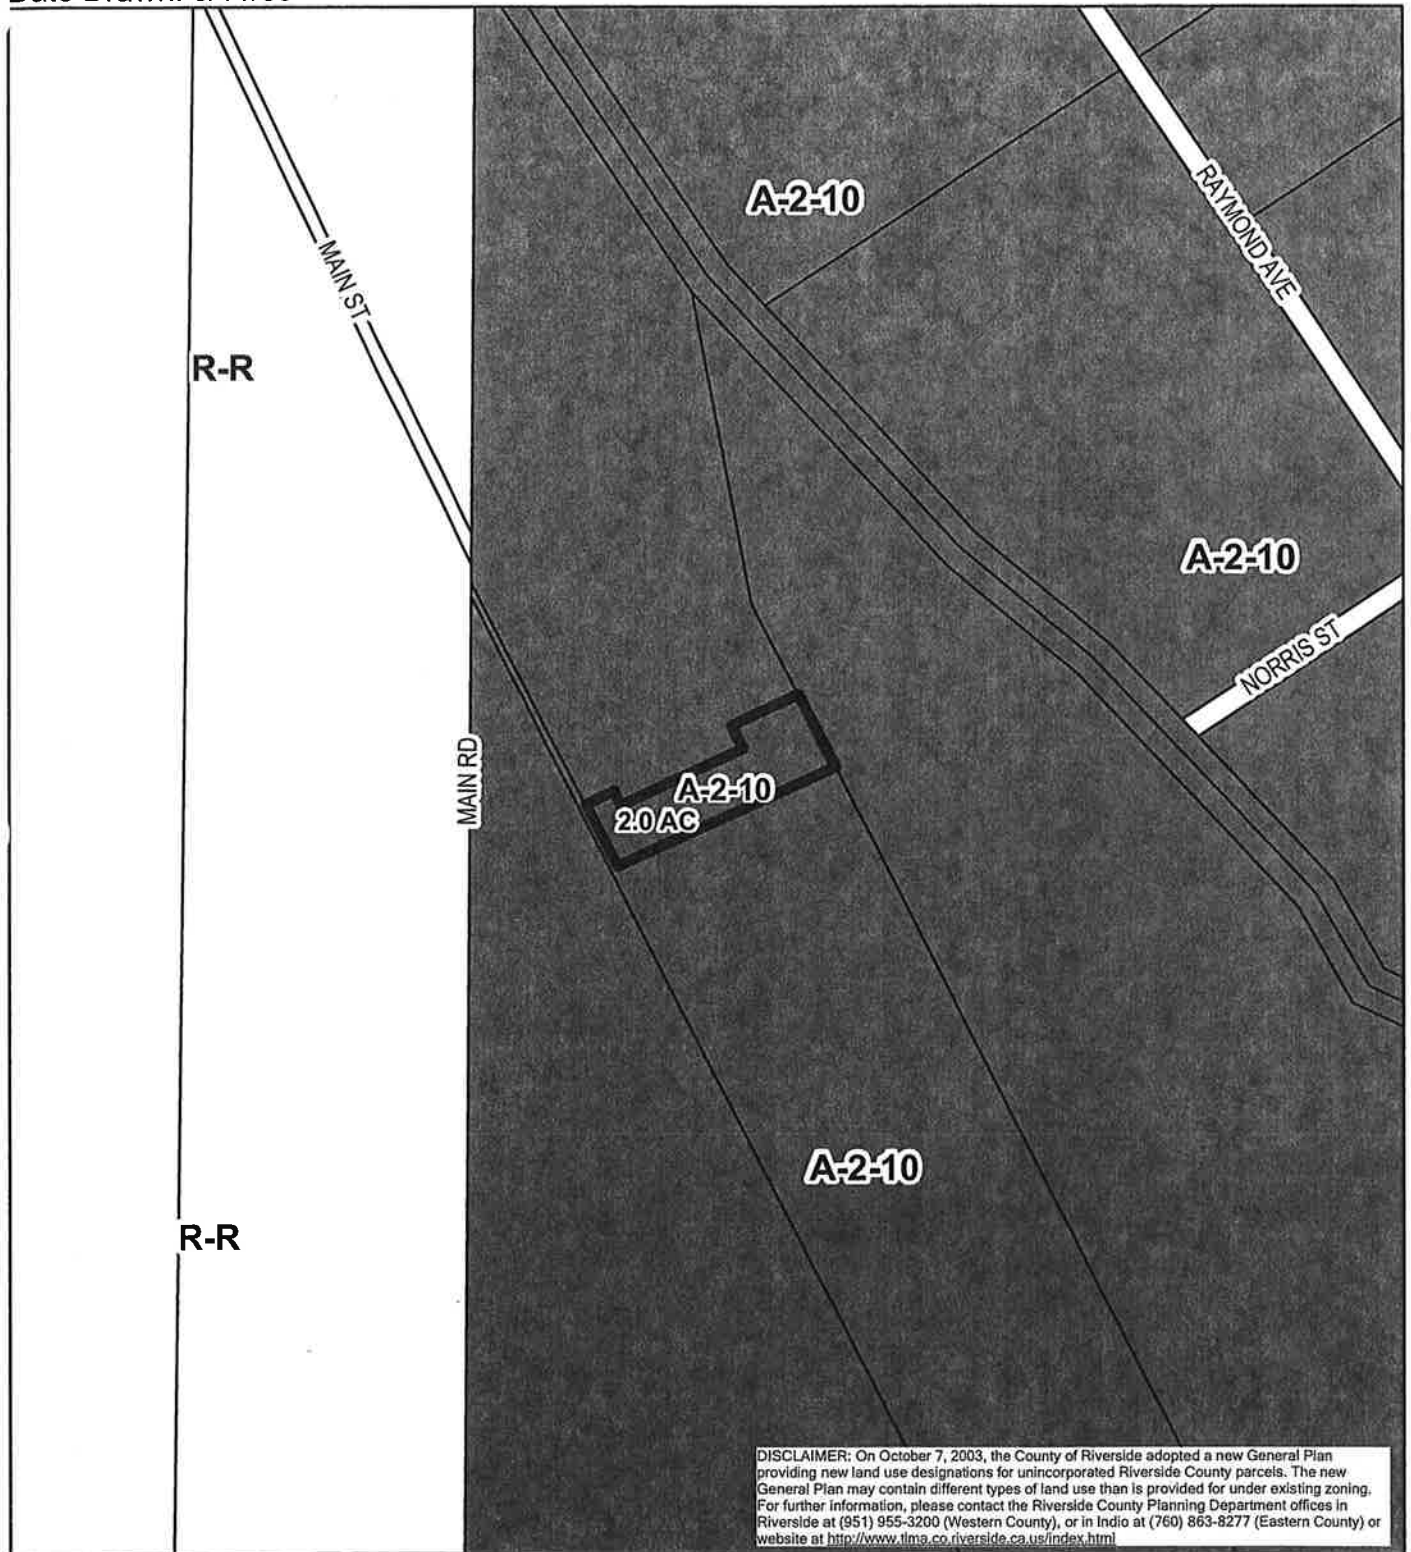 A-2-10
RAYMOND AVE
MAIN ST
R-R
A-2-10
NORRIS ST
MAIN RD
A-2-10
2.0 AC
A-2-10
R-R
DISCLAIMER: On October 7, 2003, the County of Riverside adopted a new General Plan
providing new land use designations for unincorporated Riverside County parcels. The new
General Plan may contain different types of land use than is provided for under existing zoning.
For further information, please contact the Riverside County Planning Department offices in
Riverside at (951) 955-3200 (Western County), or in Indio at (760) 863-8277 (Eastern County) or
website at http://www.tlma.co.riverside.ca.us/index.html